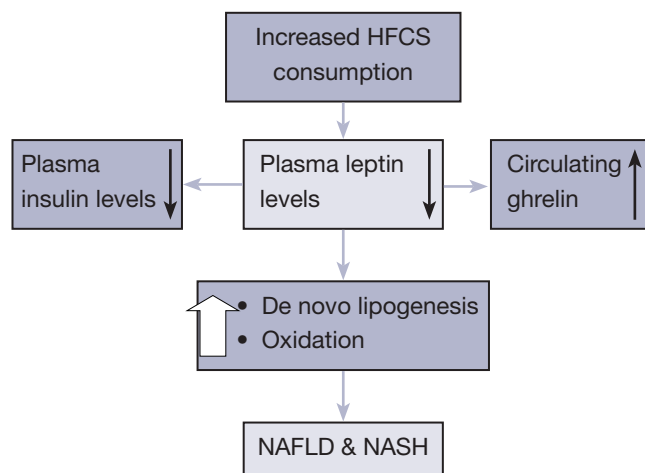 Increased HFCS
consumption
Plasma
insulin levels
Plasma leptin
levels
Circulating
ghrelin
• De novo lipogenesis
• Oxidation
NAFLD & NASH